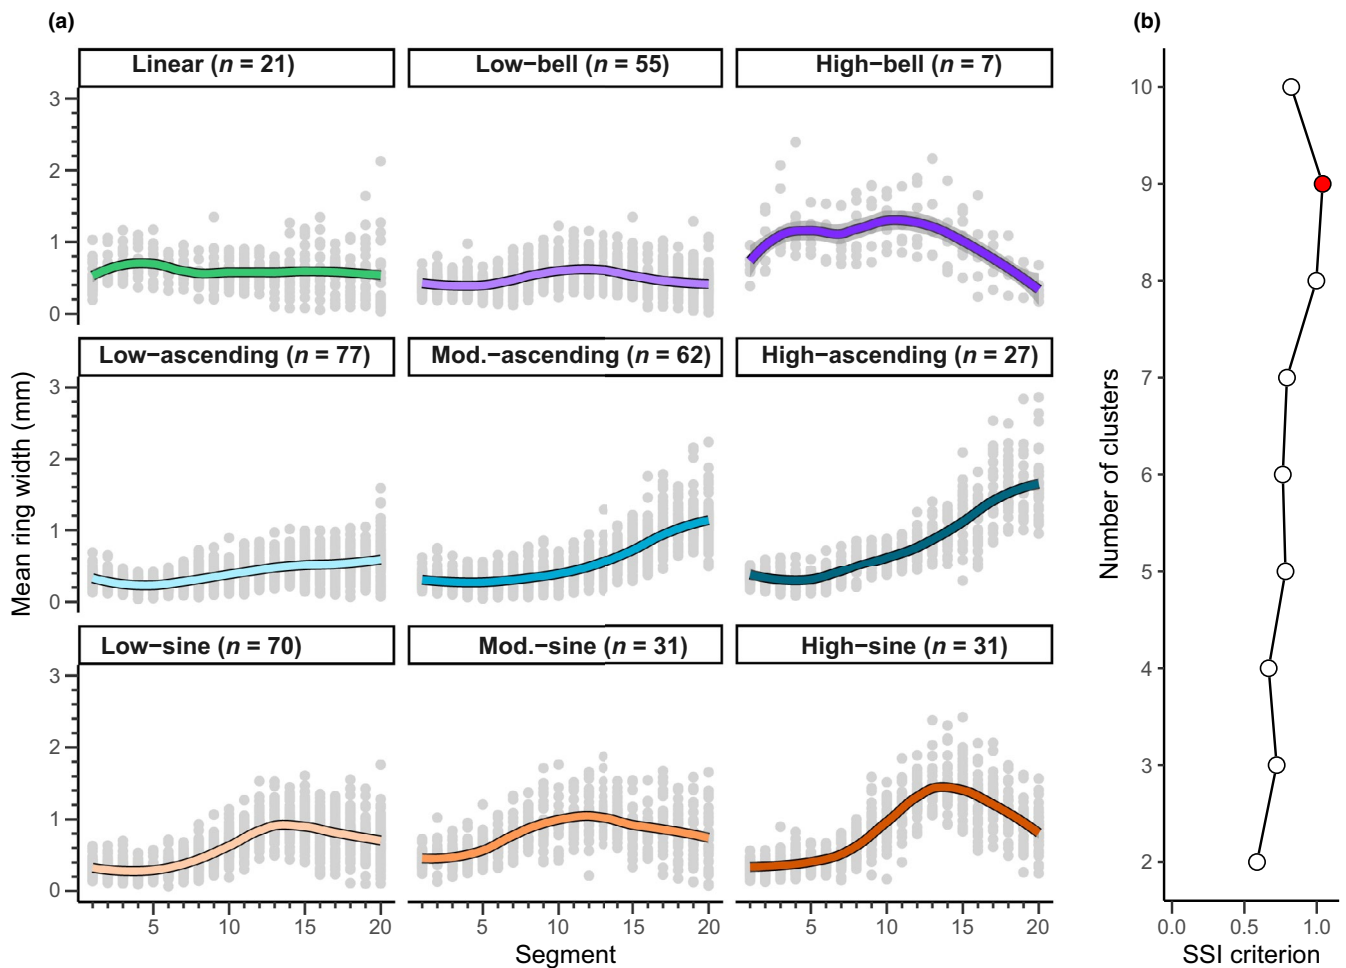 (a)
(b)
Linear (n = 21)
Low−bell (n = 55)
High−bell (n = 7)
3
2
1
0
Low−ascending (n = 77)
Mod.−ascending (n = 62)
High−ascending (n = 27)
3
2
1
0
Low−sine (n = 70)
Mod.−sine (n = 31)
High−sine (n = 31)
3
2
1
0
5 10 15 20
5 10 15 20
5 10 15 20
Mean ring width (mm)
Segment
10
9
8
7
6
5
4
3
2
Number of clusters
0.0 0.5 1.0
SSI criterion